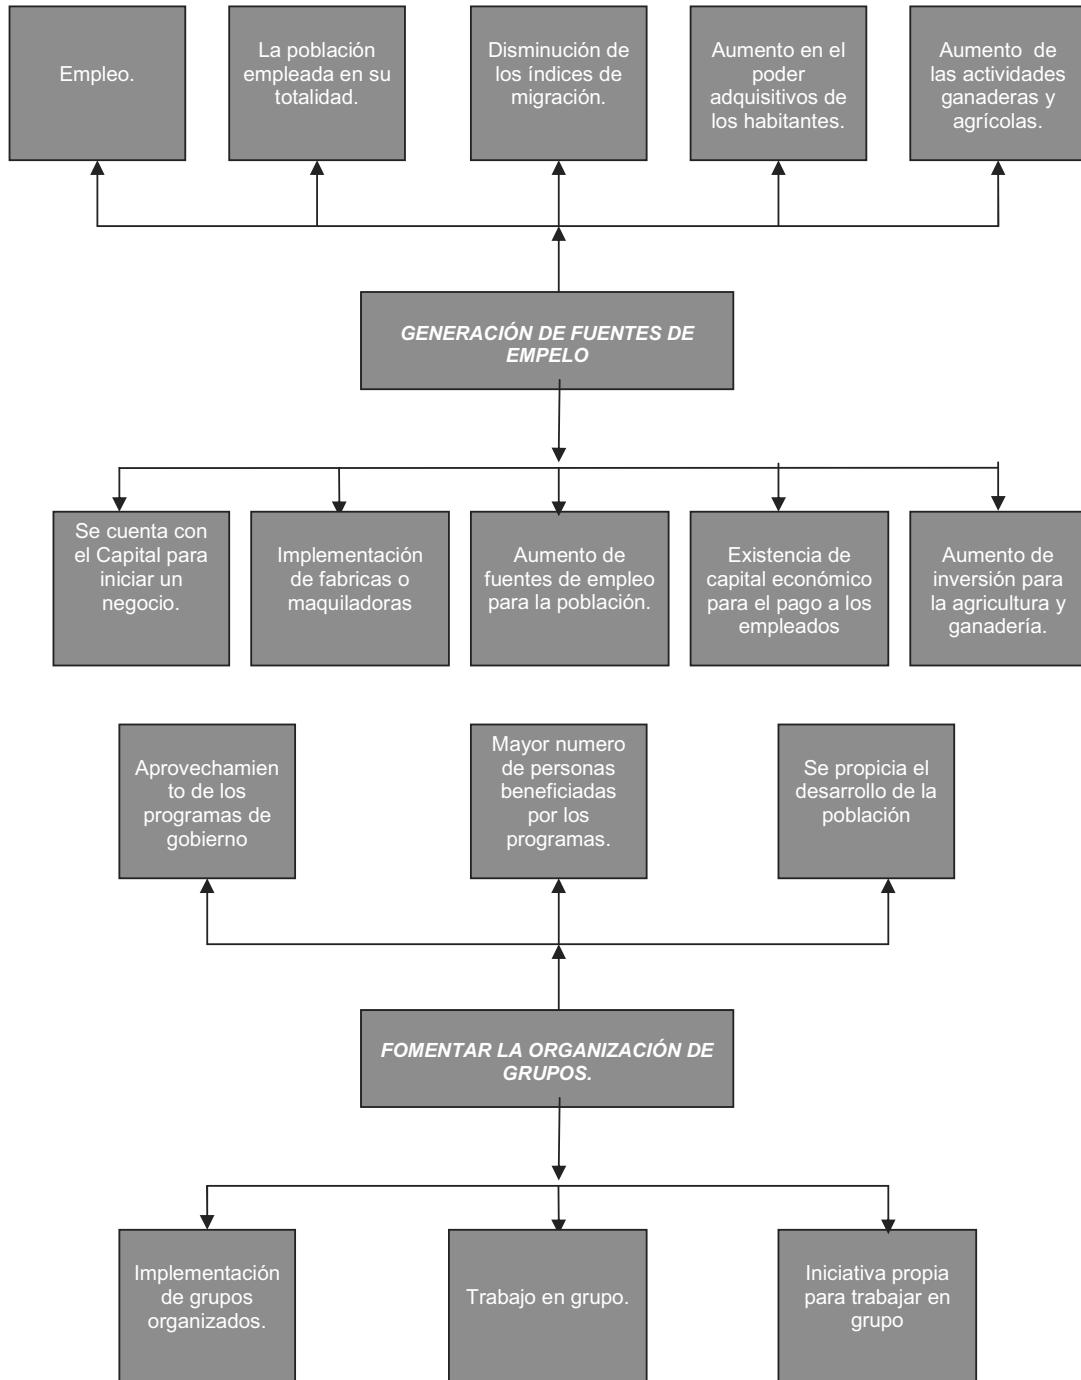 Empleo.
La población
empleada en su
totalidad.
Disminución de
los índices de
migración.
Aumento en el
poder
adquisitivos de
los habitantes.
Aumento  de
las actividades
ganaderas y
agrícolas.
GENERACIÓN DE FUENTES DE
EMPELO
Se cuenta con
el Capital para
iniciar un
negocio.
Implementación
de fabricas o
maquiladoras
Aumento de
fuentes de empleo
para la población.
Existencia de
capital económico
para el pago a los
empleados
Aumento de
inversión para
la agricultura y
ganadería.
Aprovechamien
to de los
programas de
gobierno
Mayor numero
de personas
beneficiadas
por los
programas.
Se propicia el
desarrollo de la
población
FOMENTAR LA ORGANIZACIÓN DE
GRUPOS.
Implementación
de grupos
organizados.
Trabajo en grupo.
Iniciativa propia
para trabajar en
grupo